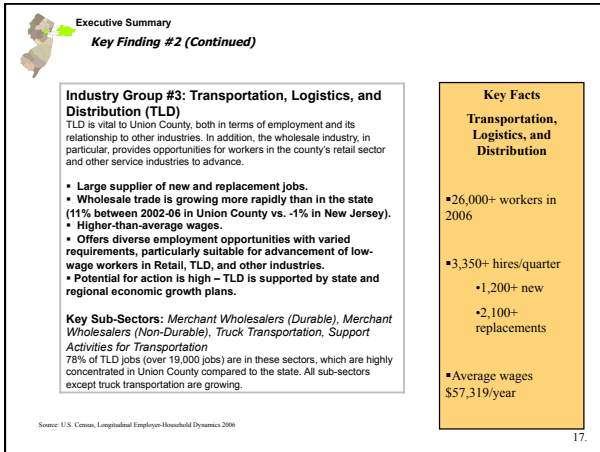 Executive Summary
Key Finding #2 (Continued)
Industry Group #3: Transportation, Logistics, and
Distribution (TLD)
TLD is vital to Union County, both in terms of employment and its
relationship to other industries. In addition, the wholesale industry, in
particular, provides opportunities for workers in the county's retail sector
and other service industries to advance.
▪ Large supplier of new and replacement jobs.
▪ Wholesale trade is growing more rapidly than in the state
(11% between 2002-06 in Union County vs. -1% in New Jersey).
▪ Higher-than-average wages.
▪ Offers diverse employment opportunities with varied
requirements, particularly suitable for advancement of low-
wage workers in Retail, TLD, and other industries.
▪ Potential for action is high – TLD is supported by state and
regional economic growth plans.
Key Sub-Sectors: Merchant Wholesalers (Durable), Merchant
Wholesalers (Non-Durable), Truck Transportation, Support
Activities for Transportation
78% of TLD jobs (over 19,000 jobs) are in these sectors, which are highly
concentrated in Union County compared to the state. All sub-sectors
except truck transportation are growing.
Key Facts
Transportation,
Logistics, and
Distribution
▪26,000+ workers in
2006
▪3,350+ hires/quarter
•1,200+ new
•2,100+
replacements
▪Average wages
$57,319/year
Source: U.S. Census, Longitudinal Employer-Household Dynamics 2006
17.